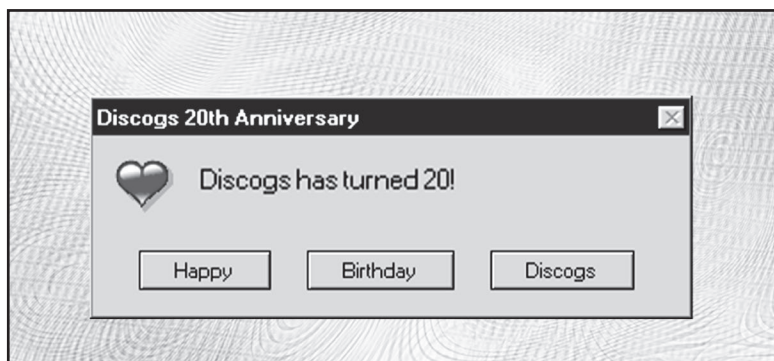 Discogs 20th Anniversary
Discogs has turned 20!
Happy Birthday Discogs